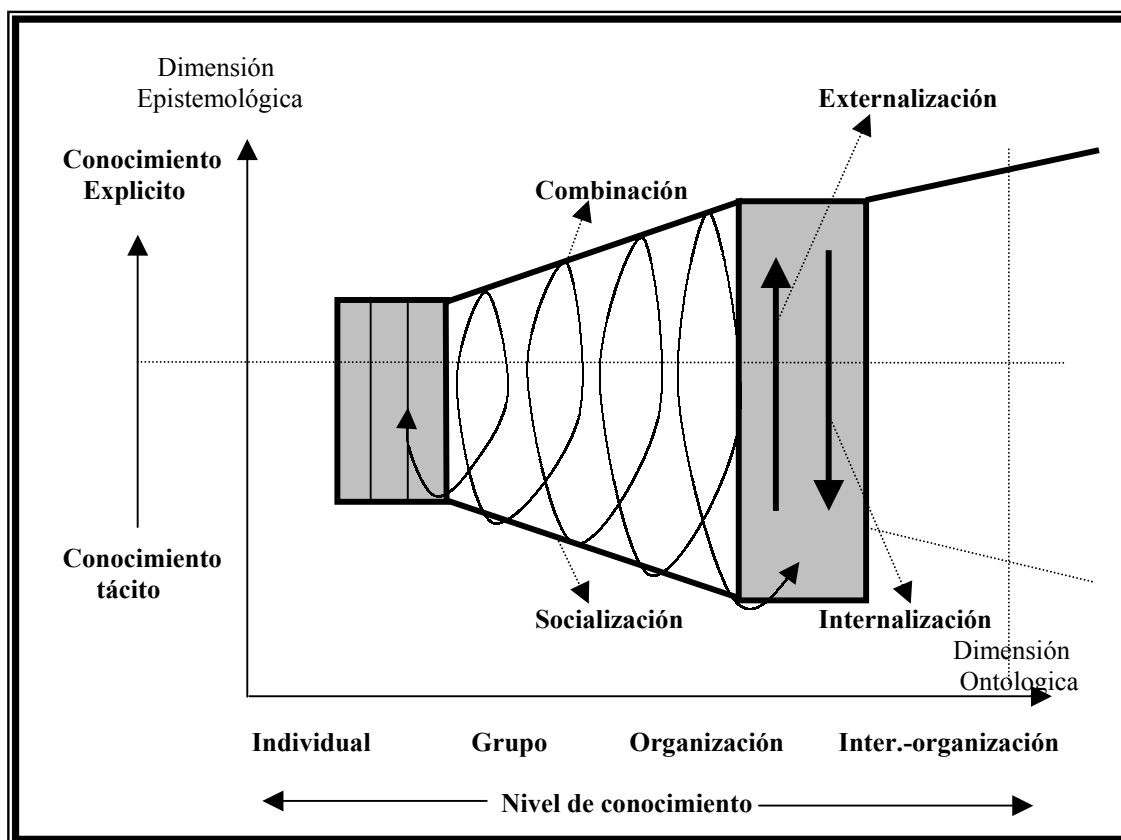 Dimensión
Epistemológica
Externalización
Conocimiento
Explicito
Combinación
Conocimiento
tácito
Socialización
Internalización
Dimensión
Ontologica
Individual
Grupo
Organización
Inter.-organización
Nivel de conocimiento